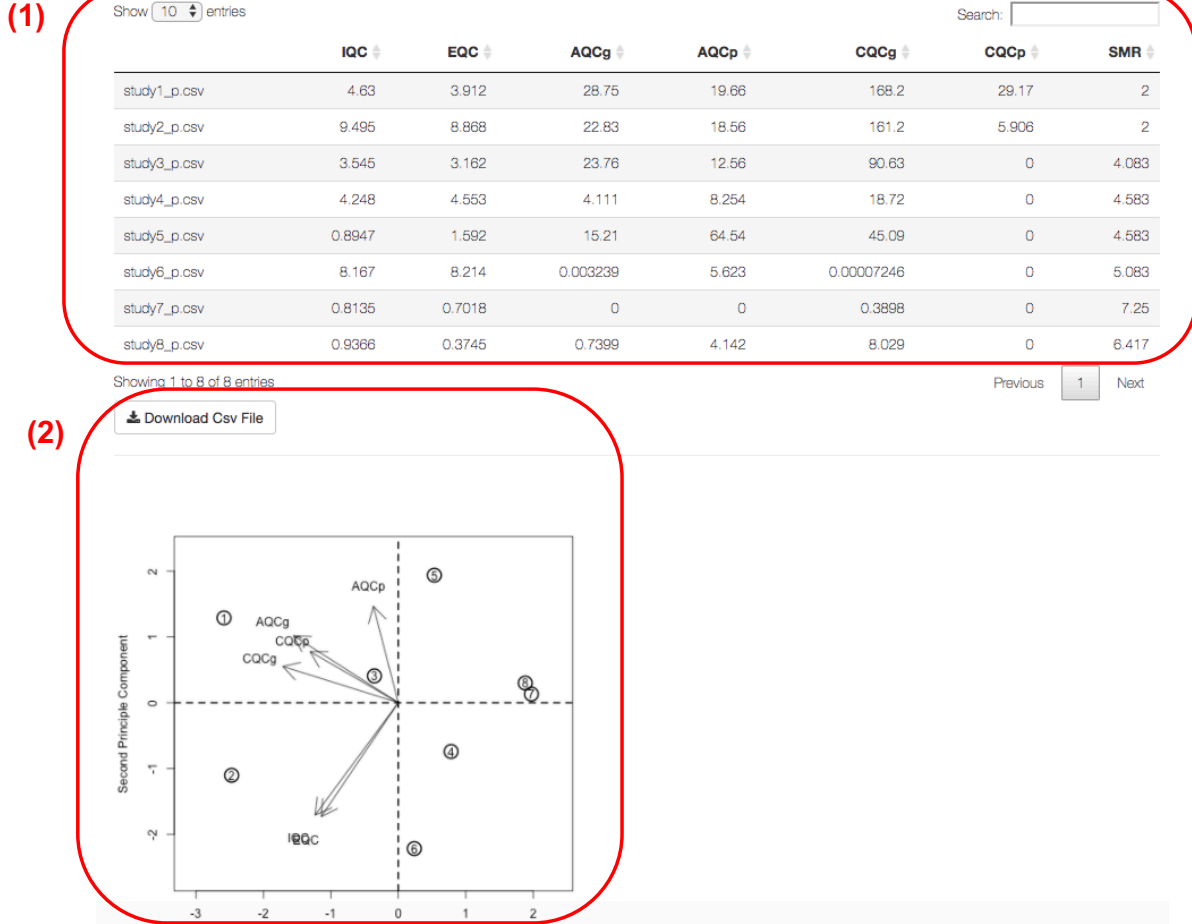 (1)
Show 10 entries
Search:
IQC EQC AQCg AQCp CQCg CQCp SMR
study1_p.csv 4.63 3.912 28.75 19.66 168.2 29.17 2
study2_p.csv 9.495 8.868 22.83 18.56 161.2 5.906 2
study3_p.csv 3.545 3.162 23.76 12.56 90.63 0 4.083
study4_p.csv 4.248 4.553 4.111 8.254 18.72 0 4.583
study5_p.csv 0.8947 1.592 15.21 64.54 45.09 0 4.583
study6_p.csv 8.167 8.214 0.003239 5.623 0.00007246 0 5.083
study7_p.csv 0.8135 0.7018 0 0 0.3898 0 7.25
study8_p.csv 0.9366 0.3745 0.7399 4.142 8.029 0 6.417
Showing 1 to 8 of 8 entries
Previous 1 Next
(2)
Download Csv File
Second Principle Component
2
1
0
-1
-2
AQCp
5
1
AQCg
CQCp
CQCg
3
8
7
4
2
IQC
EQC
6
-3 -2 -1 0 1 2